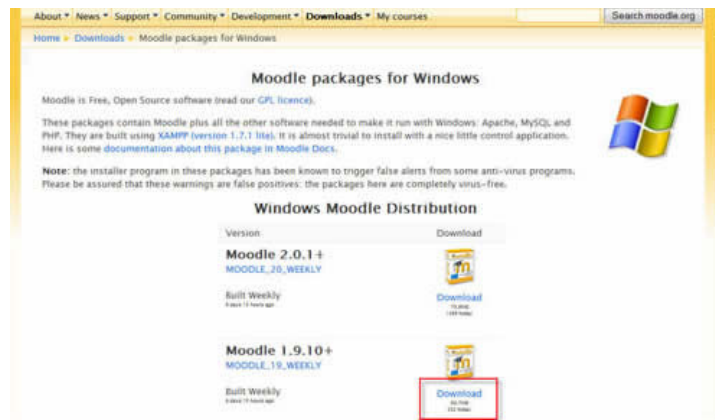 About News Support Community Development Downloads My courses Search moodle.org
Home Downloads Moodle packages for Windows
Moodle packages for Windows
Moodle is Free, Open Source software (read our GPL licence).
These packages contain Moodle plus all the other software needed to make it run with Windows: Apache, MySQL and
PHP. They are built using XAMPP (version 1.7.1 lite). It is almost trivial to install with a nice little control application.
Here is some documentation about this package in Moodle Docs.
Note: the installer program in these packages has been known to trigger false alerts from some anti-virus programs.
Please be assured that these warnings are false positives: the packages here are completely virus-free.
Windows Moodle Distribution
Version Download
Moodle 2.0.1+
MOODLE_20_WEEKLY
Built Weekly Download
Moodle 1.9.10+
MOODLE_19_WEEKLY
Built Weekly Download